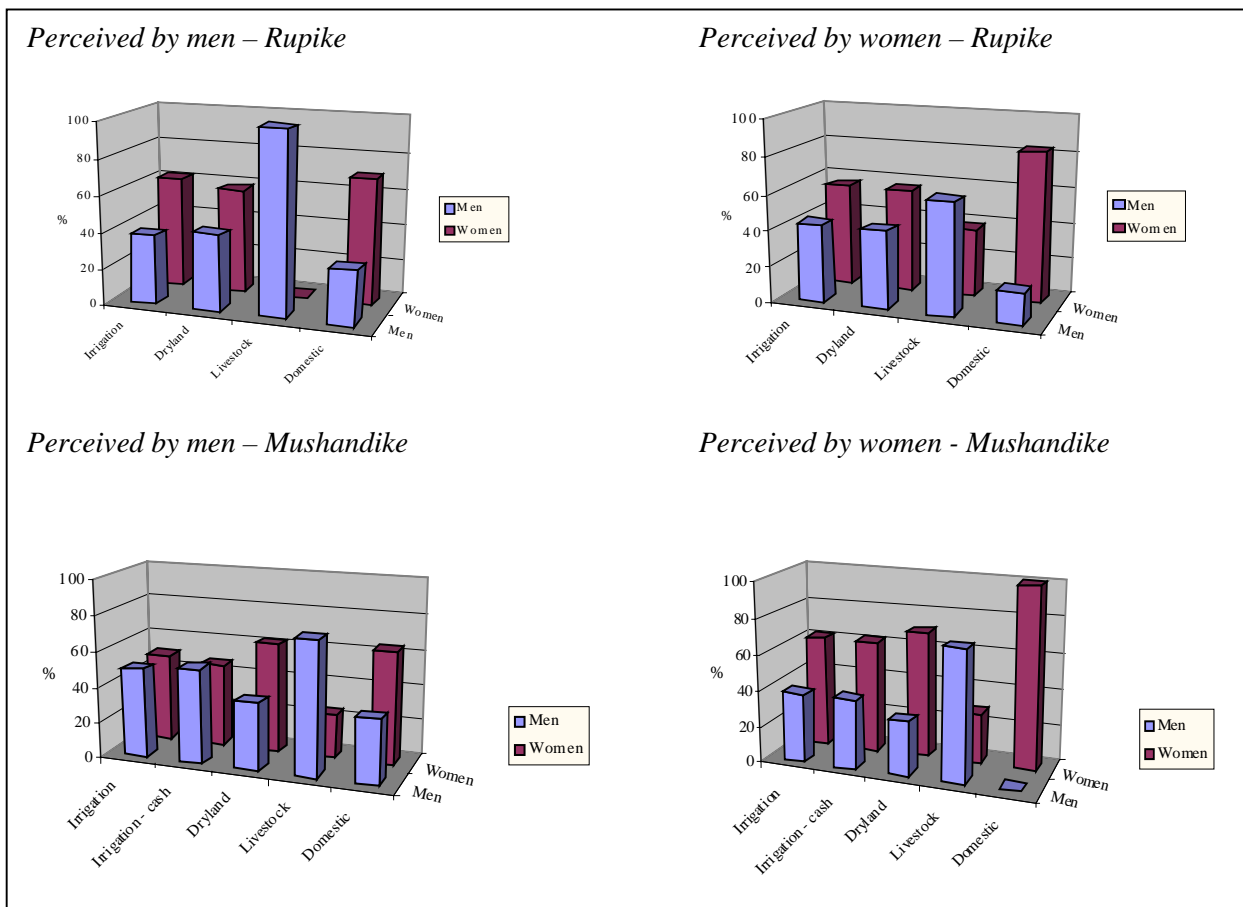 Perceived by men – Rupike
100
80
60
%
40
20
0
Irrigation
Dryland
Livestock
Domestic
Women
Men
Men
Women
Perceived by women – Rupike
100
80
60
%
40
20
0
Irrigation
Dryland
Livestock
Domestic
Women
Men
Men
Women
Perceived by men – Mushandike
100
80
60
%
40
20
0
Irrigation
Irrigation - cash
Dryland
Livestock
Domestic
Women
Men
Men
Women
Perceived by women - Mushandike
100
80
60
%
40
20
0
Irrigation
Irrigation - cash
Dryland
Livestock
Domestic
Women
Men
Men
Women